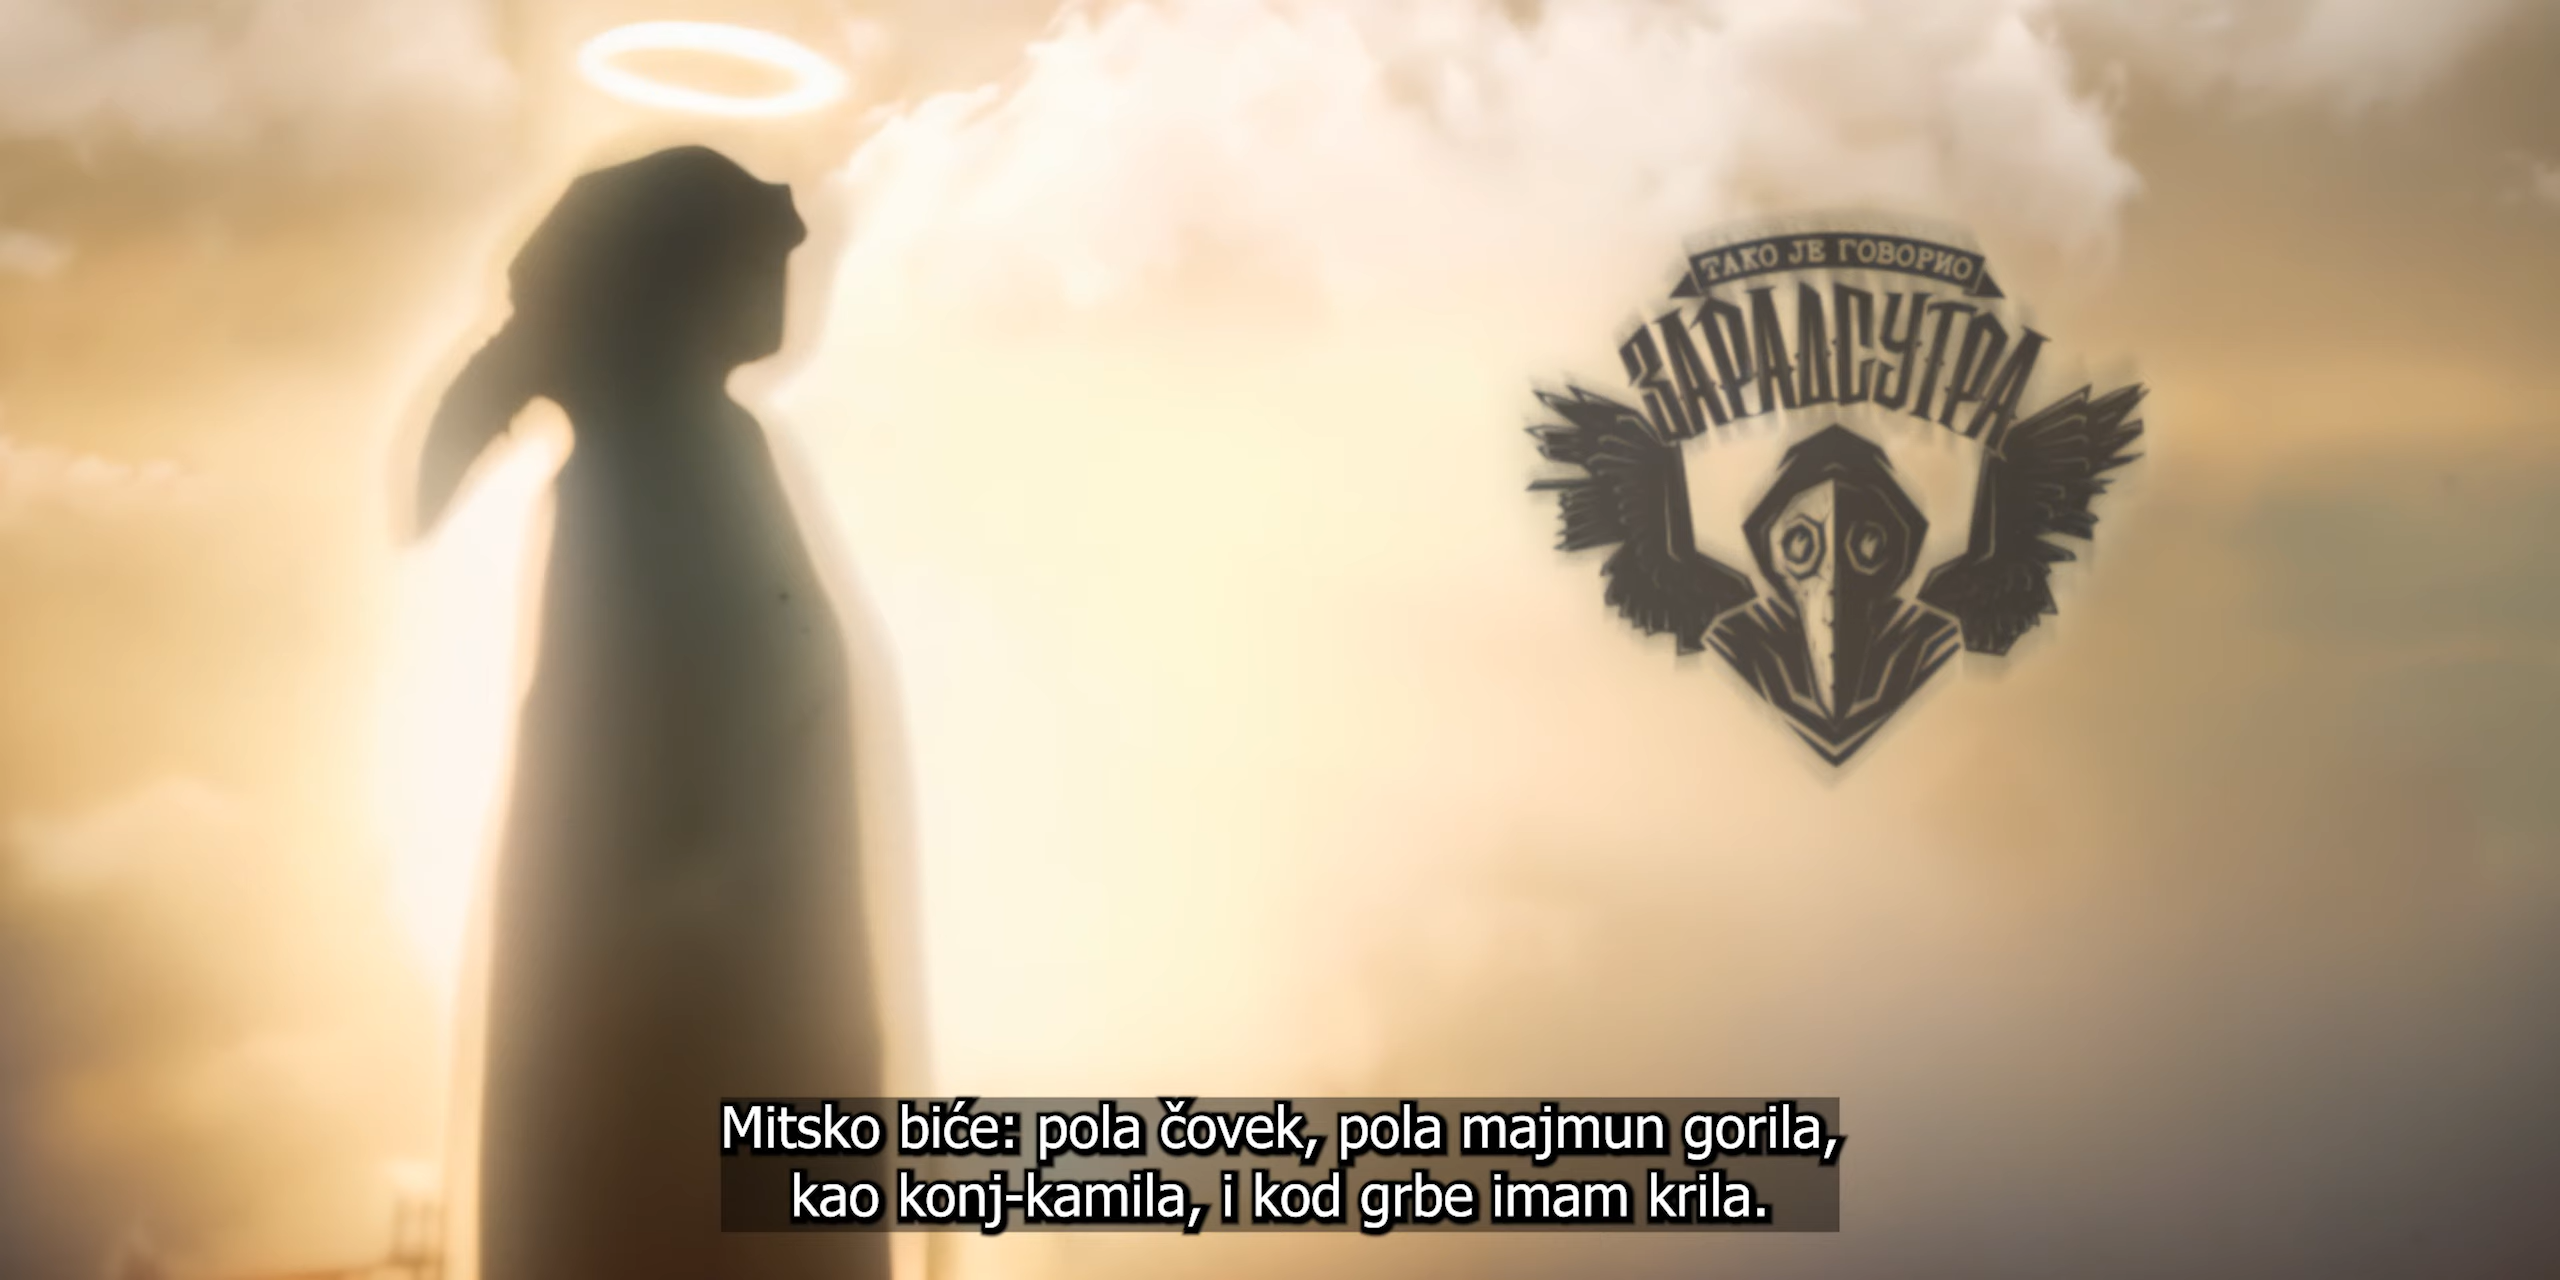 ТАКО ЈЕ ГОВОРИО
ЗАРАДСУТРА
Mitsko biće: pola čovek, pola majmun gorila,
kao konj-kamila, i kod grbe imam krila.